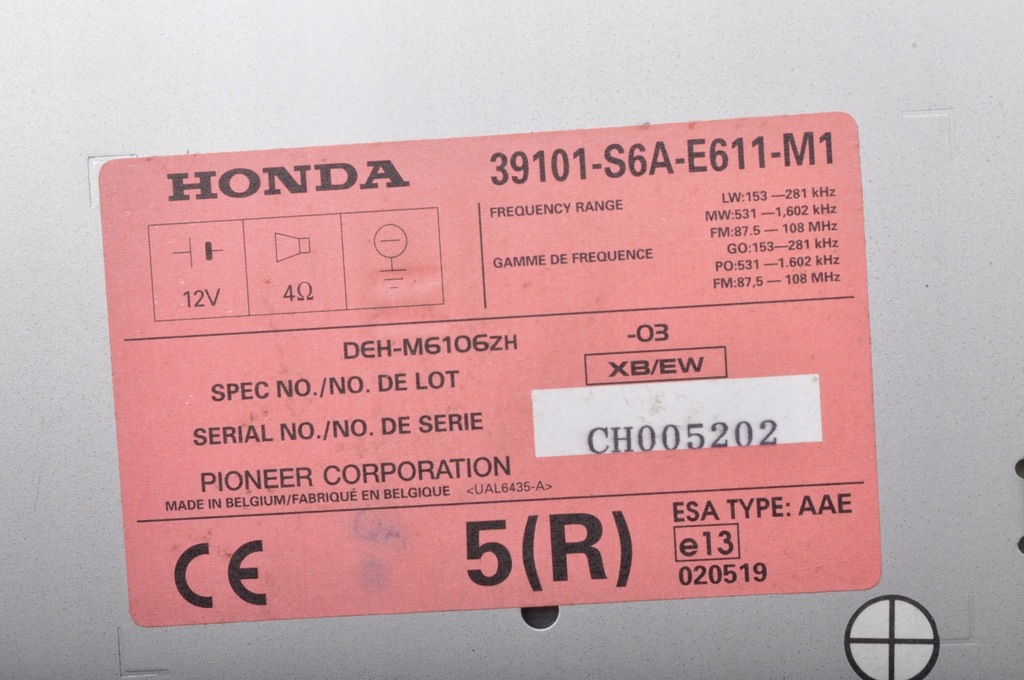 HONDA
39101-S6A-E611-M1
12V
4Ω
FREQUENCY RANGE
LW:153 —281 kHz
MW:531 —1,602 kHz
FM:87.5 — 108 MHz
GAMME DE FREQUENCE
GO:153—281 kHz
PO:531 —1.602 kHz
FM:87,5 — 108 MHz
DEH-M6106ZH
-03
SPEC NO./NO. DE LOT
XB/EW
SERIAL NO./NO. DE SERIE
CH005202
PIONEER CORPORATION
MADE IN BELGIUM/FABRIQUÉ EN BELGIQUE <UAL6435-A>
CE
5(R)
ESA TYPE: AAE
e13
020519